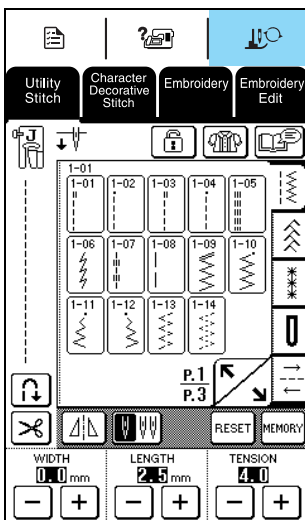 ?
Utility
Stitch
Character
Decorative
Stitch
Embroidery
Embroidery
Edit
J
1-01
1-01 1-02 1-03 1-04 1-05
1-06 1-07 1-08 1-09 1-10
1-11 1-12 1-13 1-14
P.1
P.3
RESET MEMORY
WIDTH LENGTH TENSION
0.0 mm 2.5 mm 4.0
− + − + − +